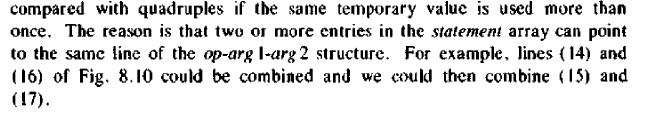 compared with quadruples if the same temporary value is used more than
once. The reason is that two or more entries in the statement array can point
to the same line of the op-arg 1-arg 2 structure. For example, lines (14) and
(16) of Fig. 8.10 could be combined and we could then combine (15) and
(17).